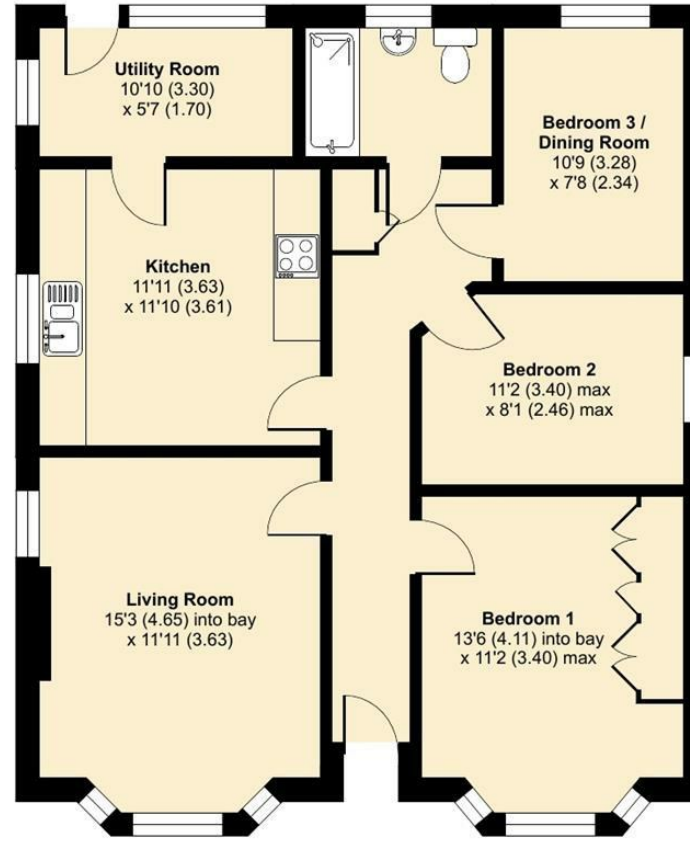 Utility Room
10'10 (3.30)
x 5'7 (1.70)
Bedroom 3 /
Dining Room
10'9 (3.28)
x 7'8 (2.34)
Kitchen
11'11 (3.63)
x 11'10 (3.61)
Bedroom 2
11'2 (3.40) max
x 8'1 (2.46) max
Living Room
15'3 (4.65) into bay
x 11'11 (3.63)
Bedroom 1
13'6 (4.11) into bay
x 11'2 (3.40) max